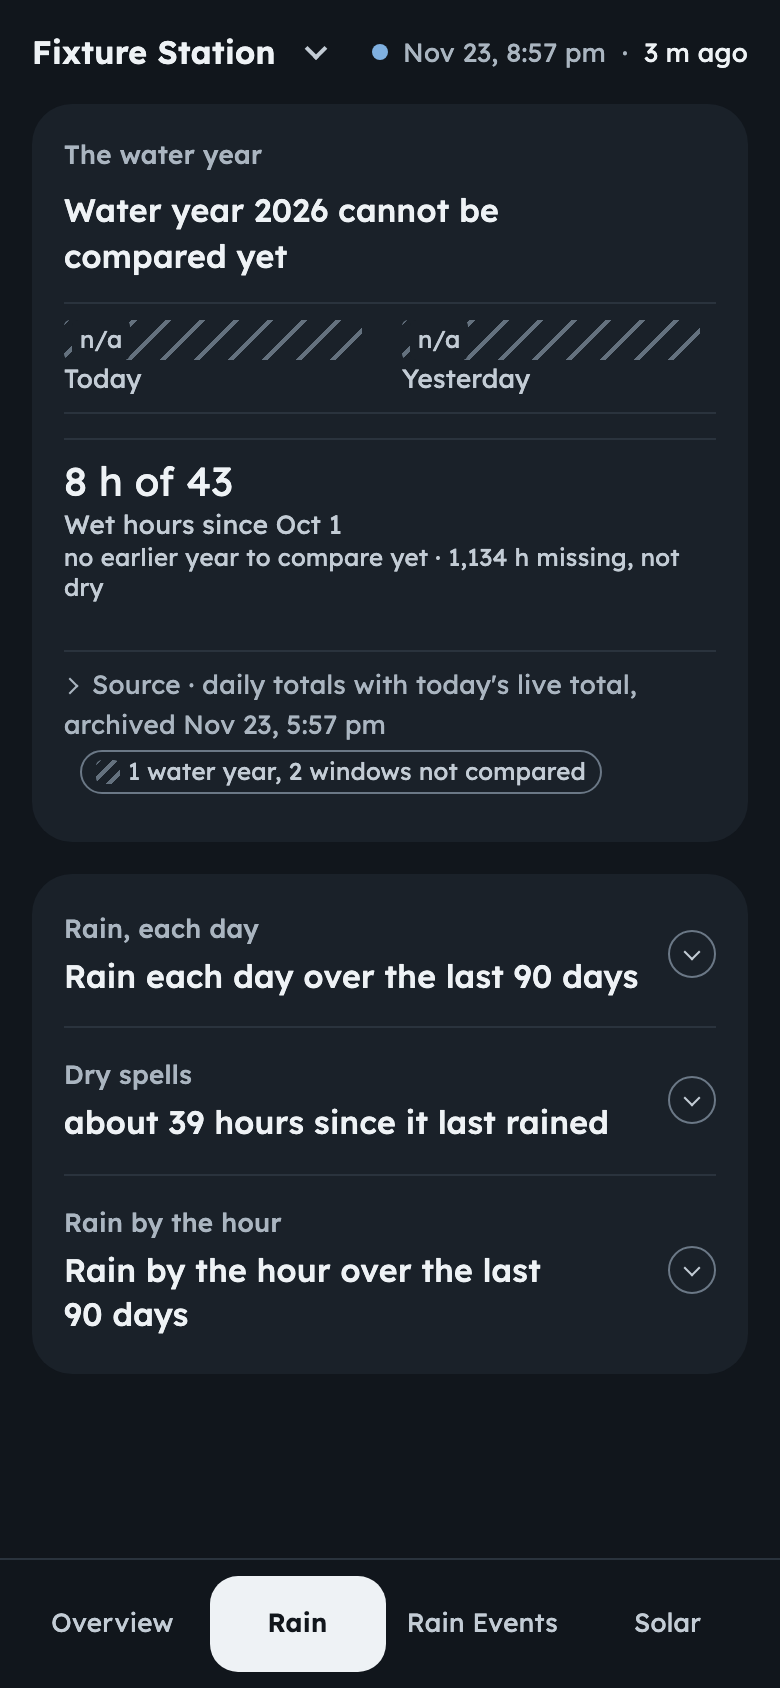 Fixture Station
Nov 23, 8:57 pm · 3 m ago
The water year
Water year 2026 cannot be
compared yet
n/a
Today
n/a
Yesterday
8 h of 43
Wet hours since Oct 1
no earlier year to compare yet · 1,134 h missing, not
dry
Source · daily totals with today's live total,
archived Nov 23, 5:57 pm
1 water year, 2 windows not compared
Rain, each day
Rain each day over the last 90 days
Dry spells
about 39 hours since it last rained
Rain by the hour
Rain by the hour over the last
90 days
Overview
Rain
Rain Events
Solar